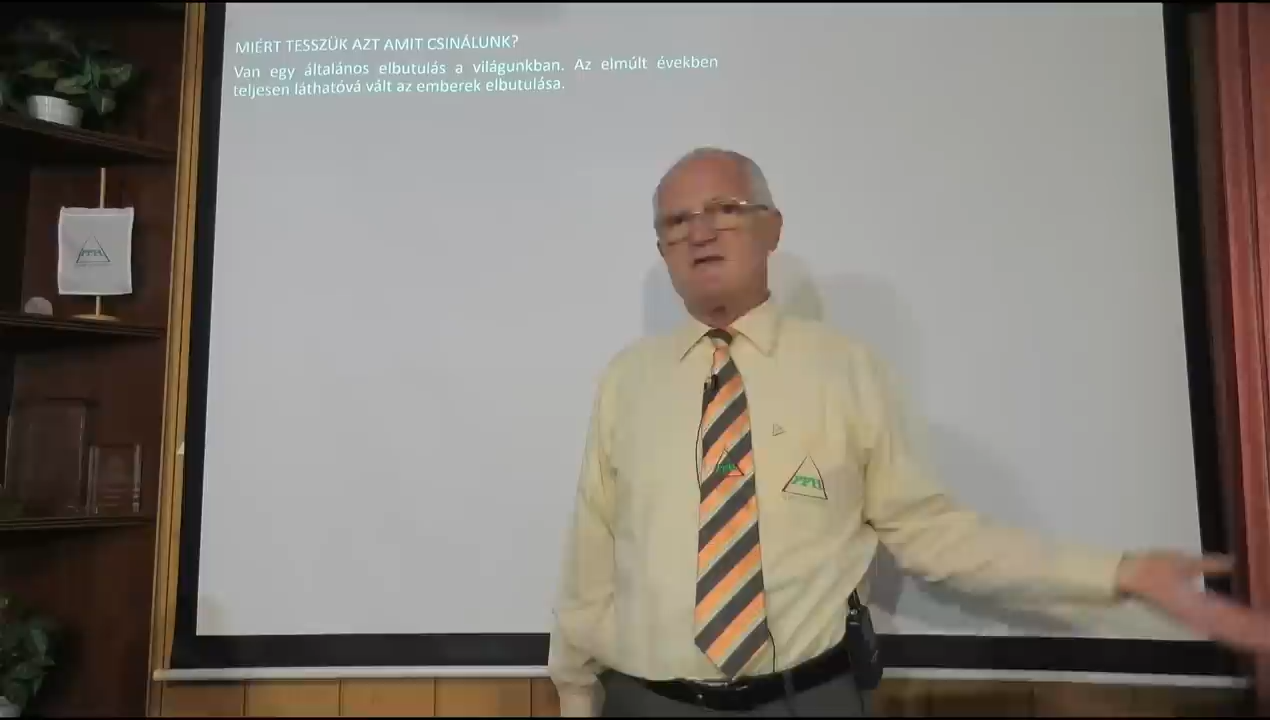 MIÉRT TESSZÜK AZT AMIT CSINÁLUNK?
Van egy általános elbutulás a világunkban. Az elmúlt években
teljesen láthatóvá vált az emberek elbutulása.